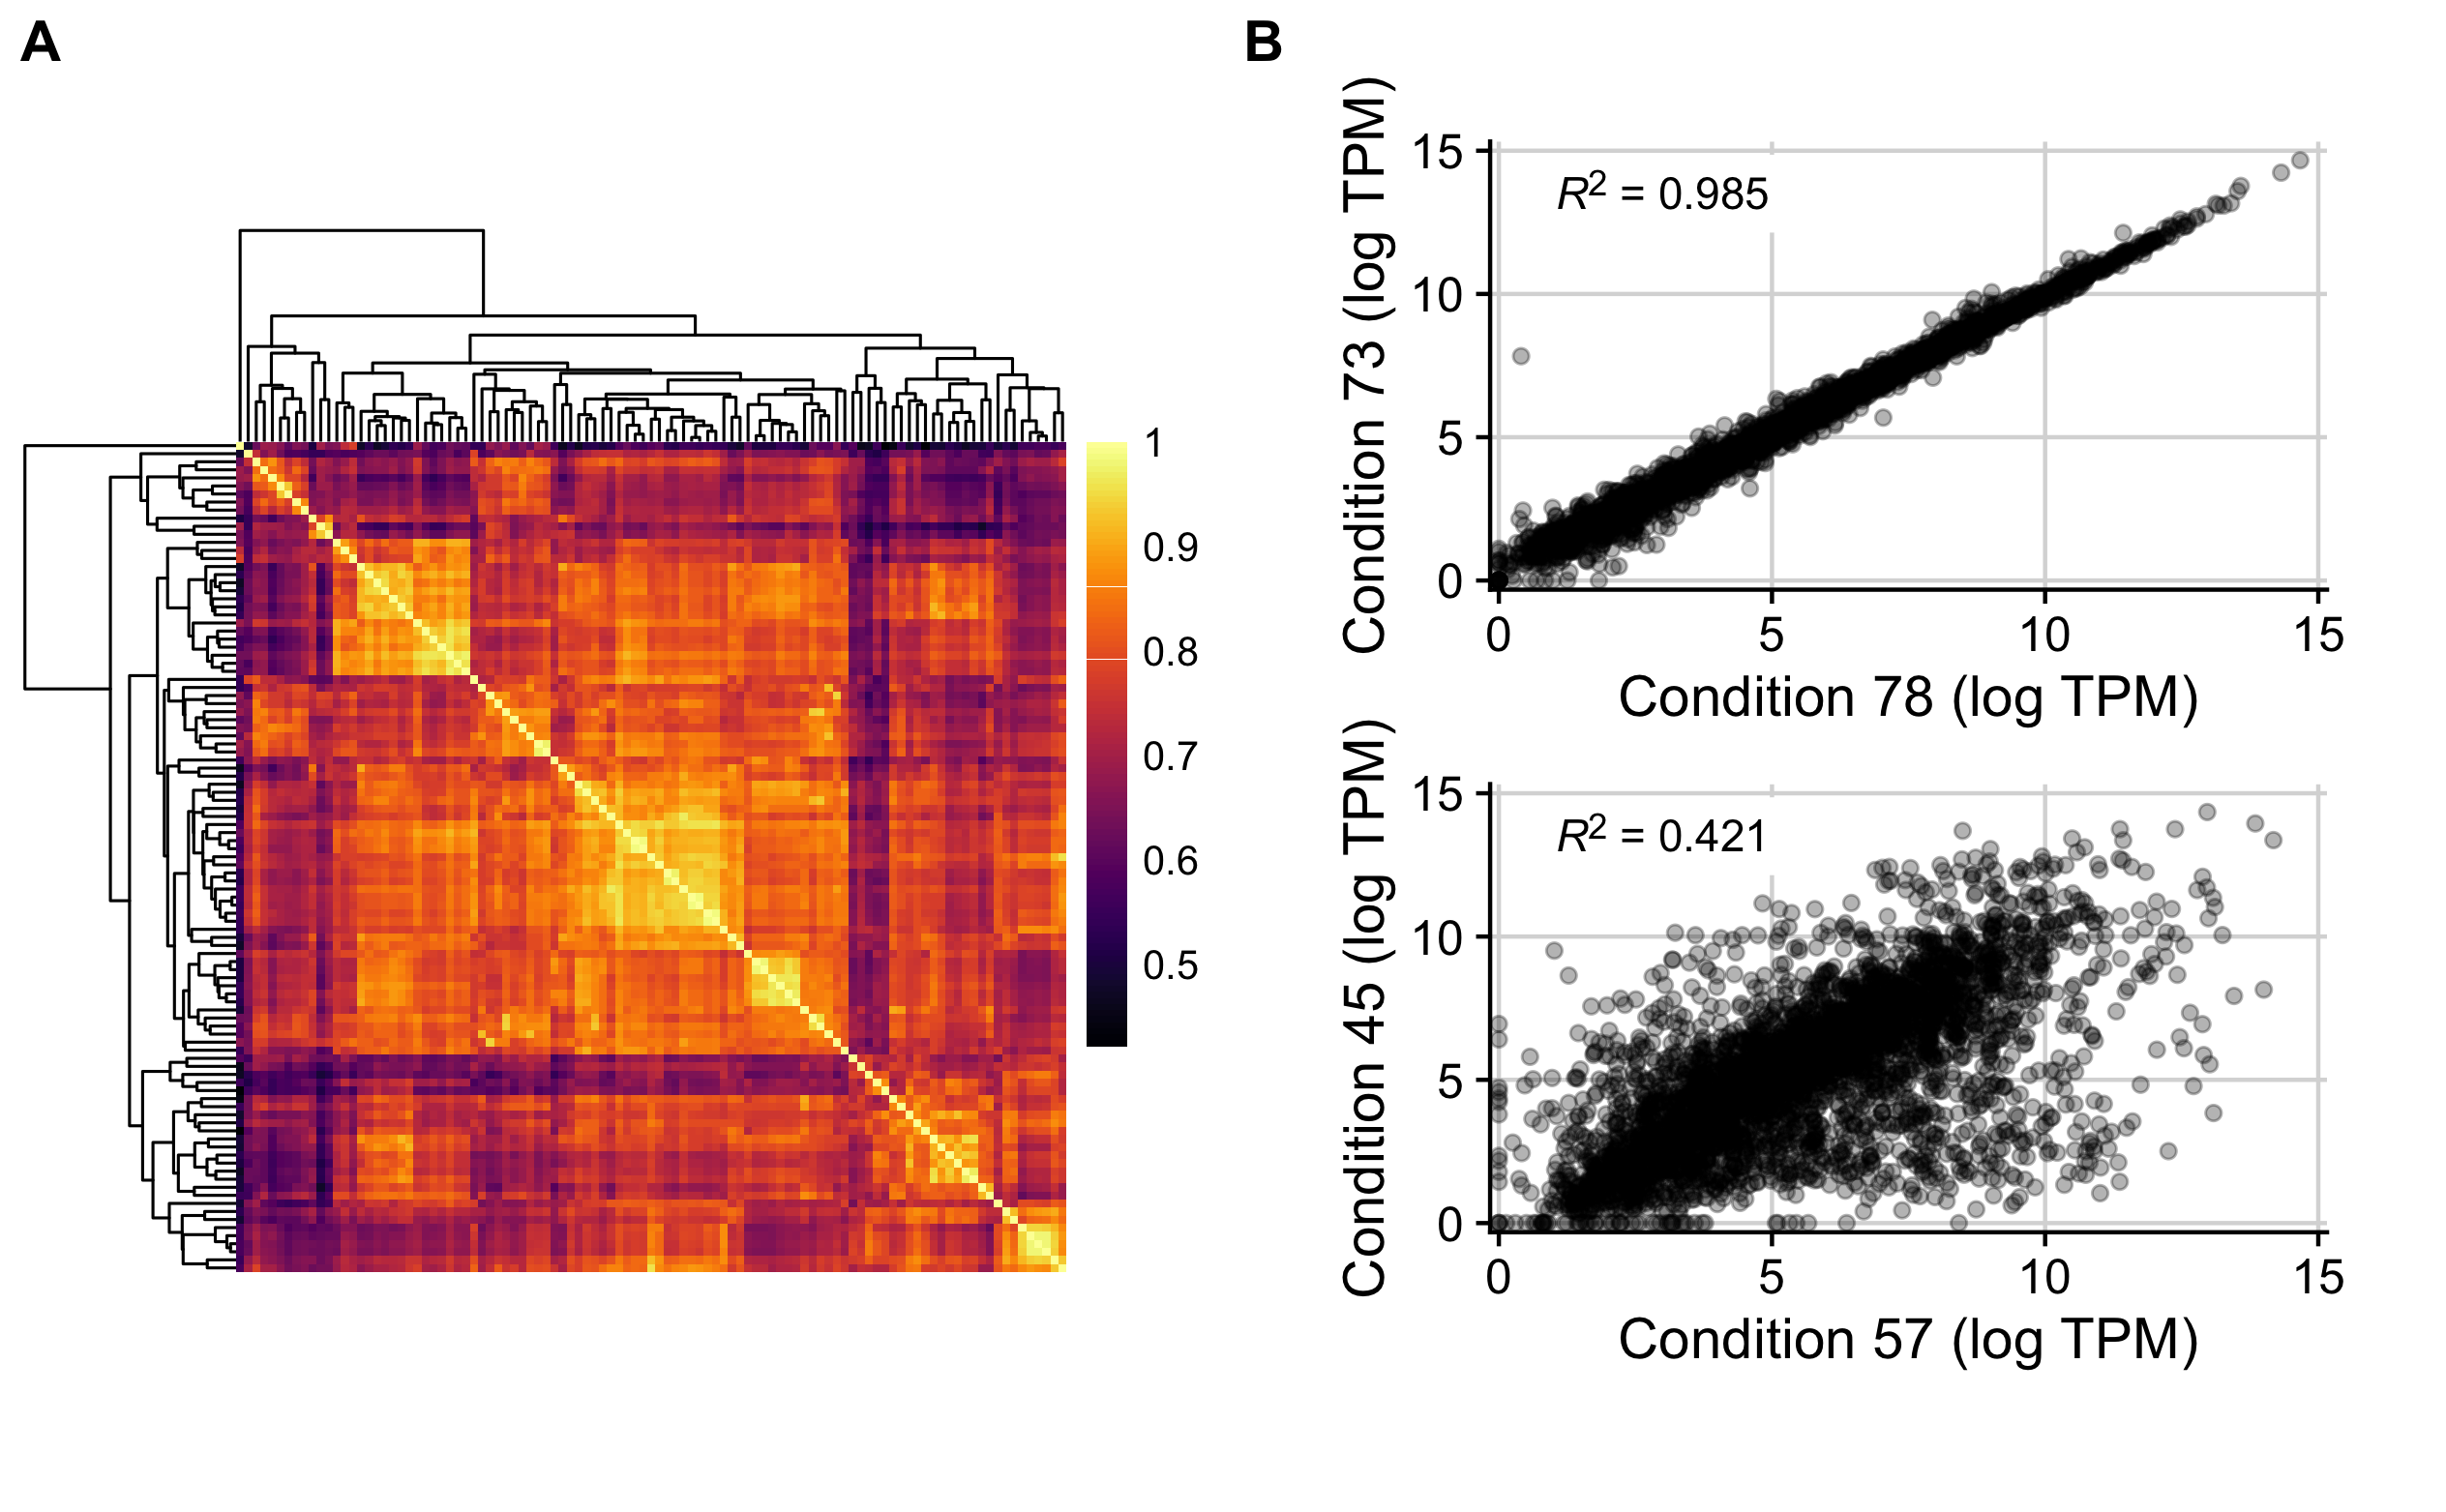 A
1
0.9
0.8
0.7
0.6
0.5
B
Condition 73 (log TPM)
15
10
5
0
R² = 0.985
0 5 10 15
Condition 78 (log TPM)
Condition 45 (log TPM)
15
10
5
0
R² = 0.421
0 5 10 15
Condition 57 (log TPM)